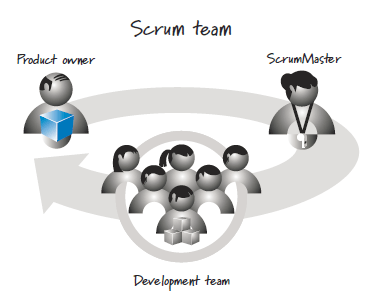 Scrum team
Product owner
ScrumMaster
Development team